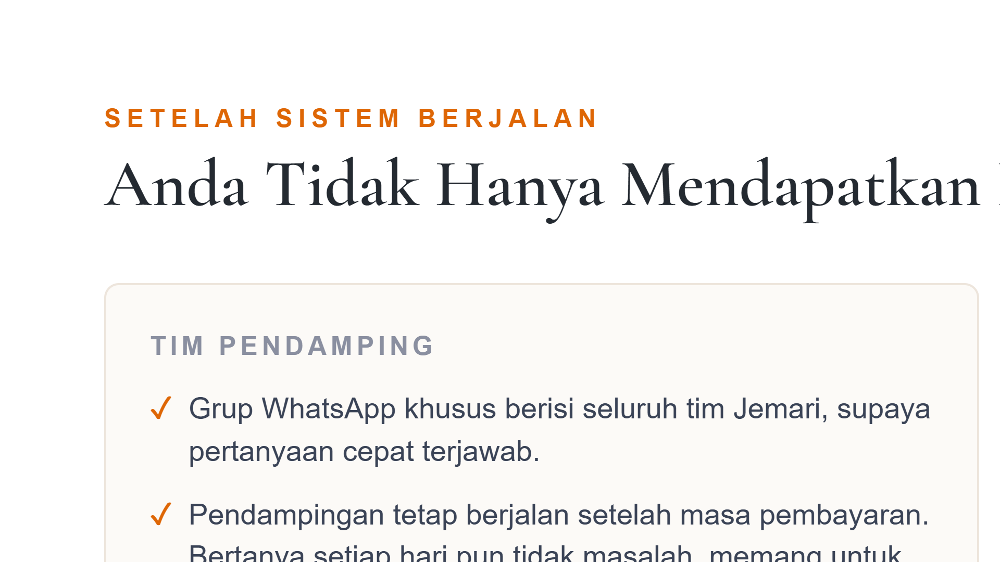 SETELAH SISTEM BERJALAN
Anda Tidak Hanya Mendapatkan
TIM PENDAMPING
✓ Grup WhatsApp khusus berisi seluruh tim Jemari, supaya
pertanyaan cepat terjawab.
✓ Pendampingan tetap berjalan setelah masa pembayaran.
Bertanya setiap hari pun tidak masalah, memang untuk